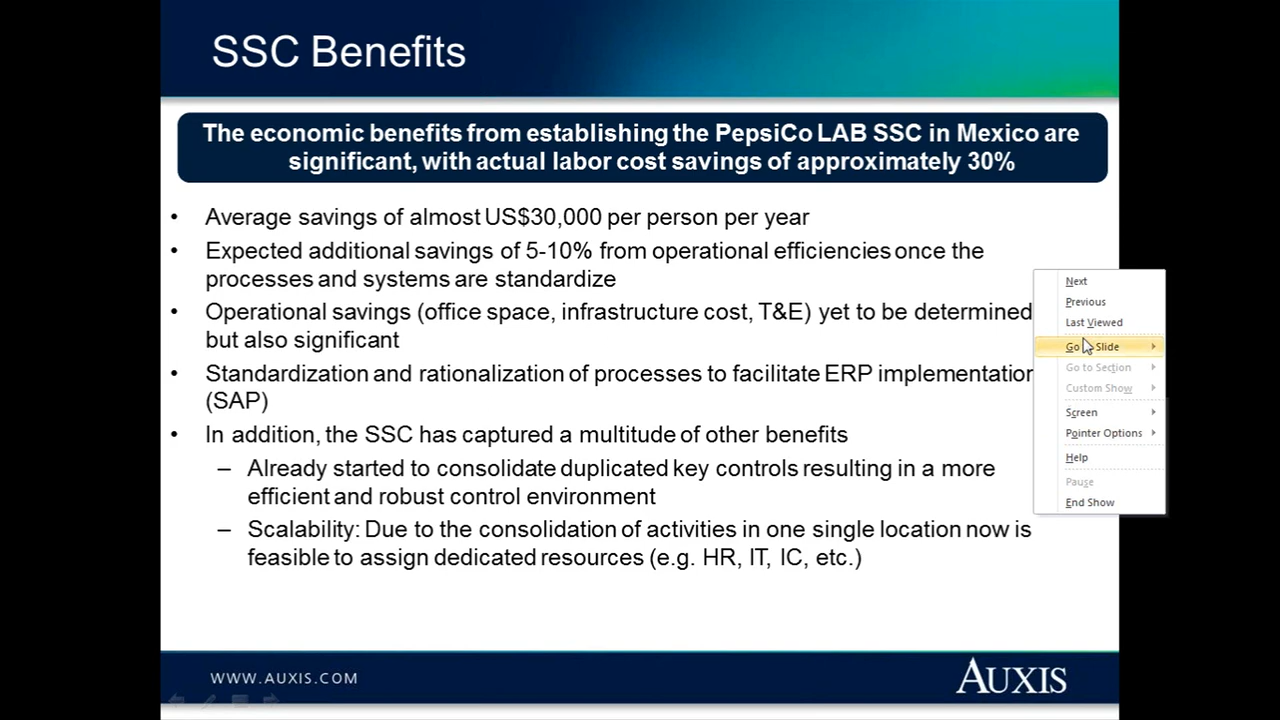 SSC Benefits
The economic benefits from establishing the PepsiCo LAB SSC in Mexico are
significant, with actual labor cost savings of approximately 30%
• Average savings of almost US$30,000 per person per year
• Expected additional savings of 5-10% from operational efficiencies once the
processes and systems are standardize
• Operational savings (office space, infrastructure cost, T&E) yet to be determined
but also significant
• Standardization and rationalization of processes to facilitate ERP implementation
(SAP)
• In addition, the SSC has captured a multitude of other benefits
– Already started to consolidate duplicated key controls resulting in a more
efficient and robust control environment
– Scalability: Due to the consolidation of activities in one single location now is
feasible to assign dedicated resources (e.g. HR, IT, IC, etc.)
Next
Previous
Last Viewed
Go to Slide
Go to Section
Custom Show
Screen
Pointer Options
Help
Pause
End Show
WWW.AUXIS.COM
AUXIS